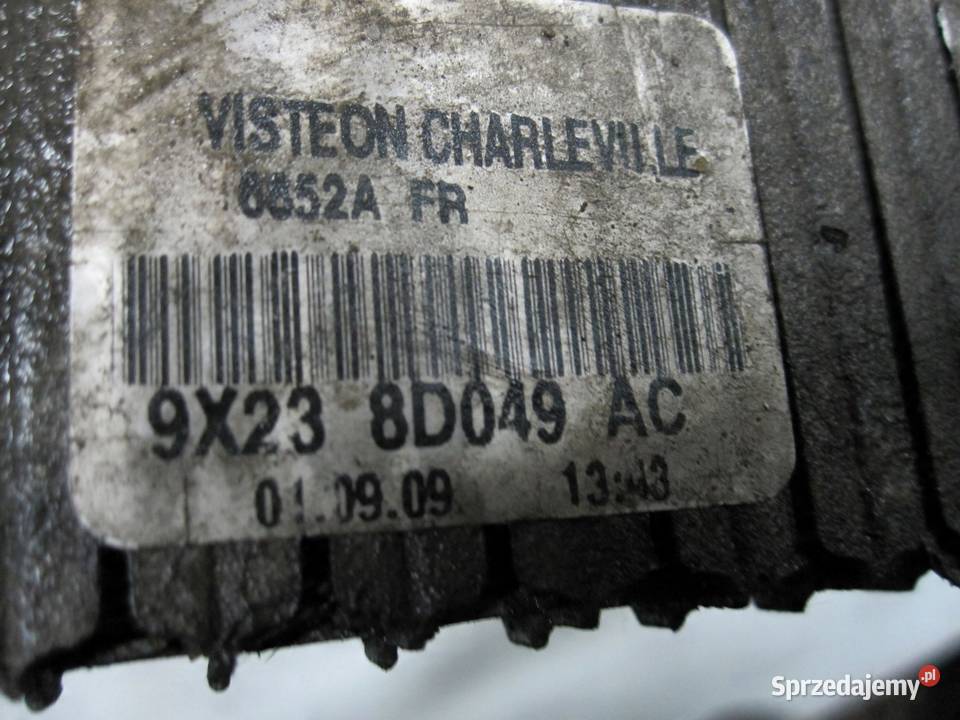 VISTEON CHARLEVILLE
6652A FR
9X23 8D049 AC
01.09.09 13:43
Sprzedajemy.pl